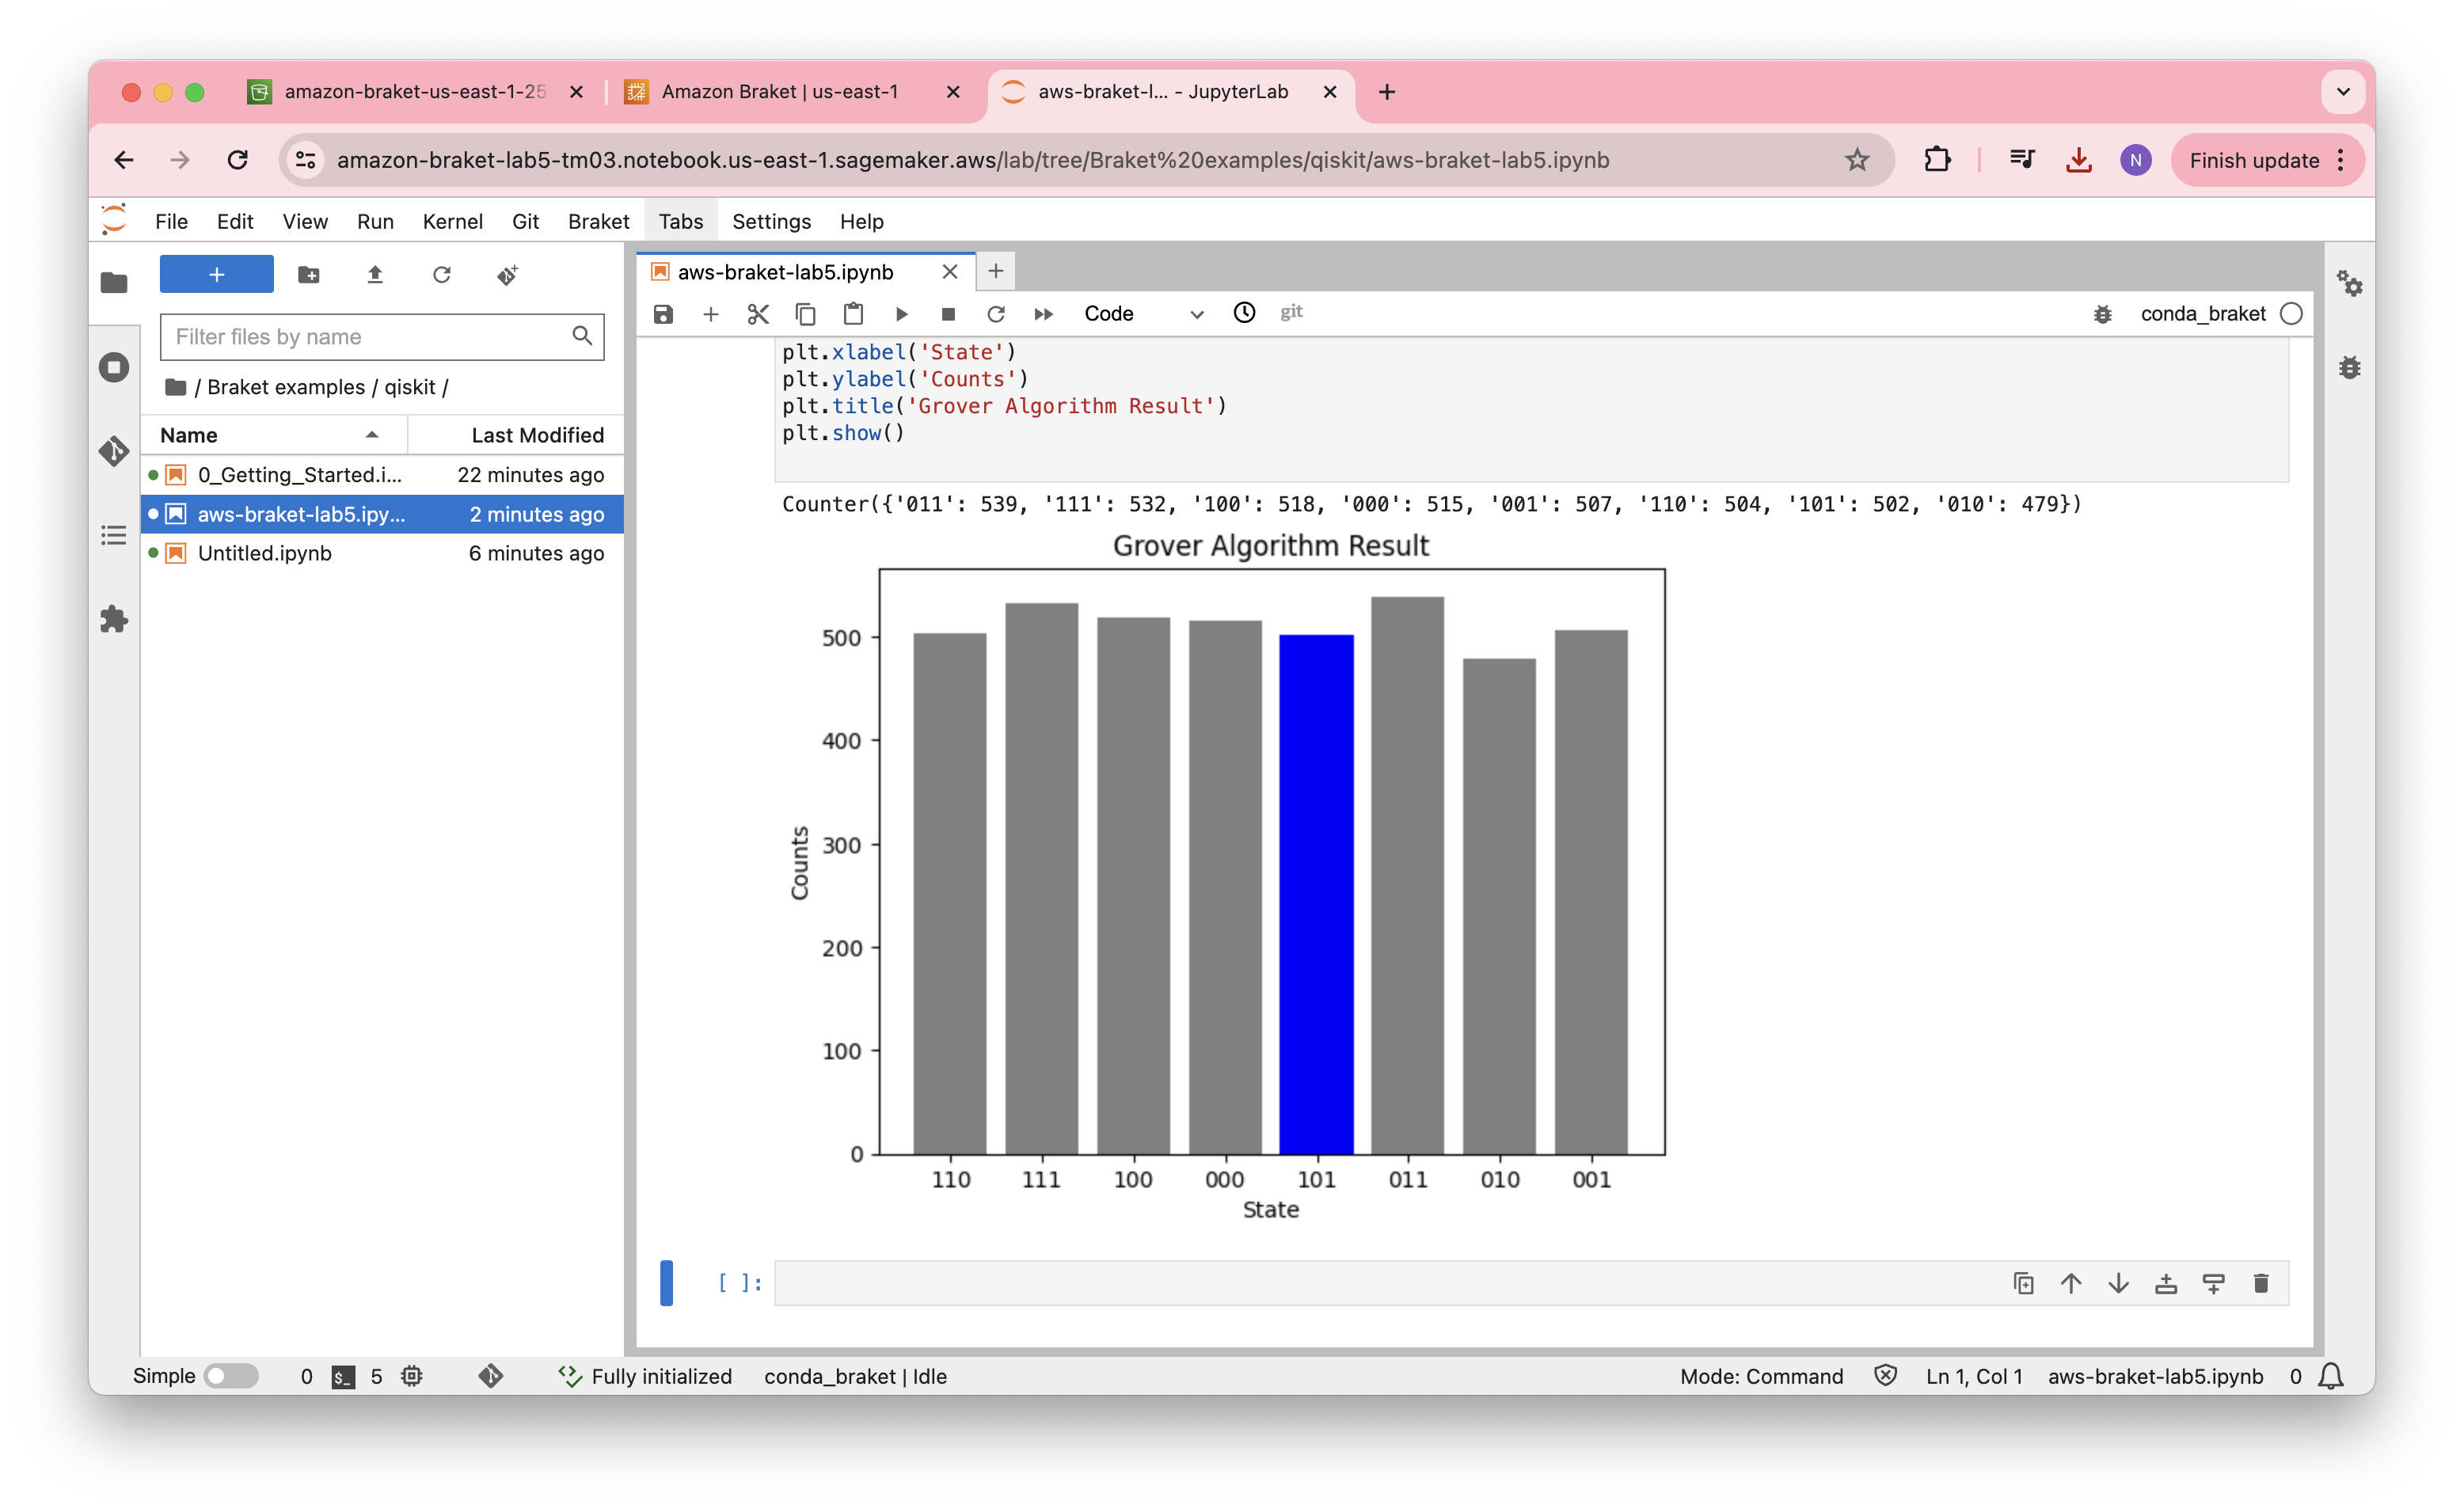 amazon-braket-us-east-1-25
Amazon Braket | us-east-1
aws-braket-l... - JupyterLab
amazon-braket-lab5-tm03.notebook.us-east-1.sagemaker.aws/lab/tree/Braket%20examples/qiskit/aws-braket-lab5.ipynb
N
Finish update
File Edit View Run Kernel Git Braket Tabs Settings Help
Filter files by name
/ Braket examples / qiskit /
Name Last Modified
0_Getting_Started.i... 22 minutes ago
aws-braket-lab5.ipy... 2 minutes ago
Untitled.ipynb 6 minutes ago
aws-braket-lab5.ipynb
Code git conda_braket
plt.xlabel('State')
plt.ylabel('Counts')
plt.title('Grover Algorithm Result')
plt.show()
Counter({'011': 539, '111': 532, '100': 518, '000': 515, '001': 507, '110': 504, '101': 502, '010': 479})
Grover Algorithm Result
500
400
300
200
100
0
Counts
110 111 100 000 101 011 010 001
State
[ ]:
Simple 0 $_ 5 Fully initialized conda_braket | Idle Mode: Command Ln 1, Col 1 aws-braket-lab5.ipynb 0